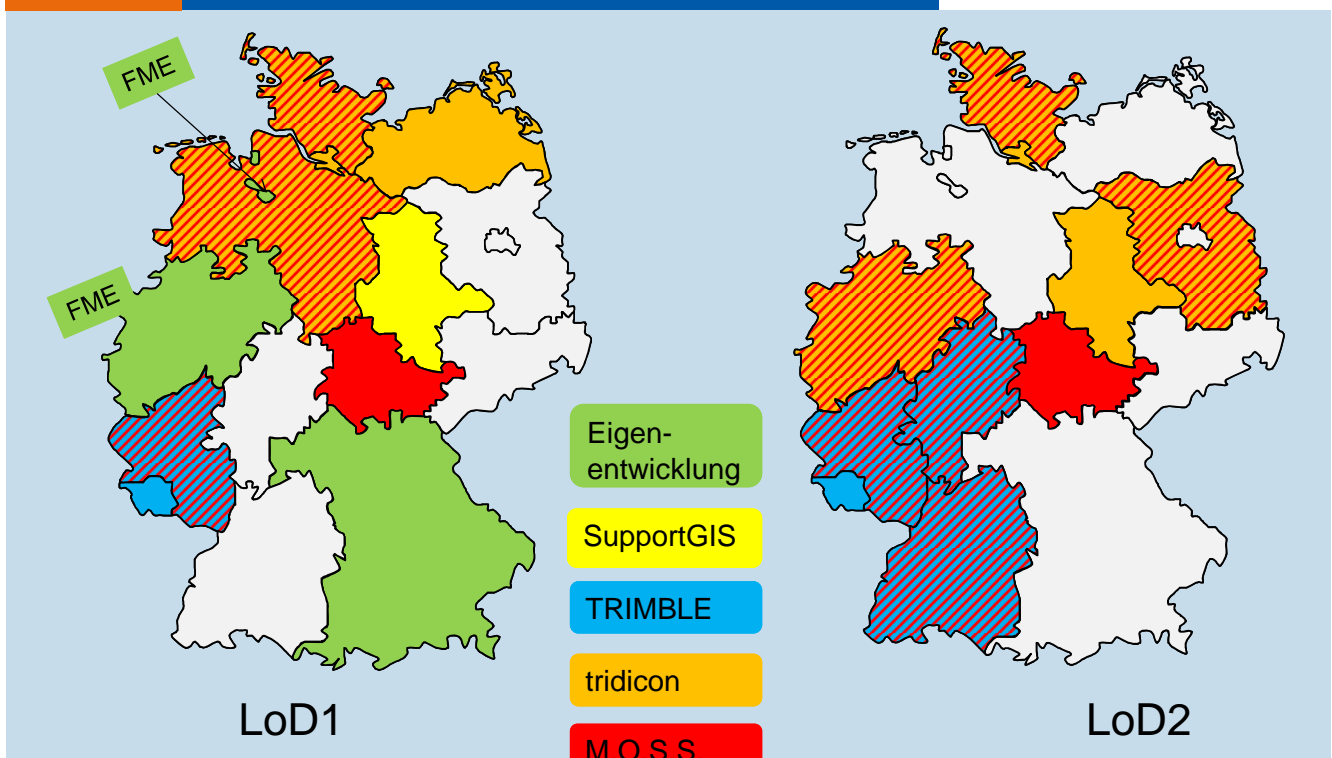 FME
FME
Eigen-
entwicklung
SupportGIS
TRIMBLE
tridicon
M.O.S.S.
LoD1
LoD2